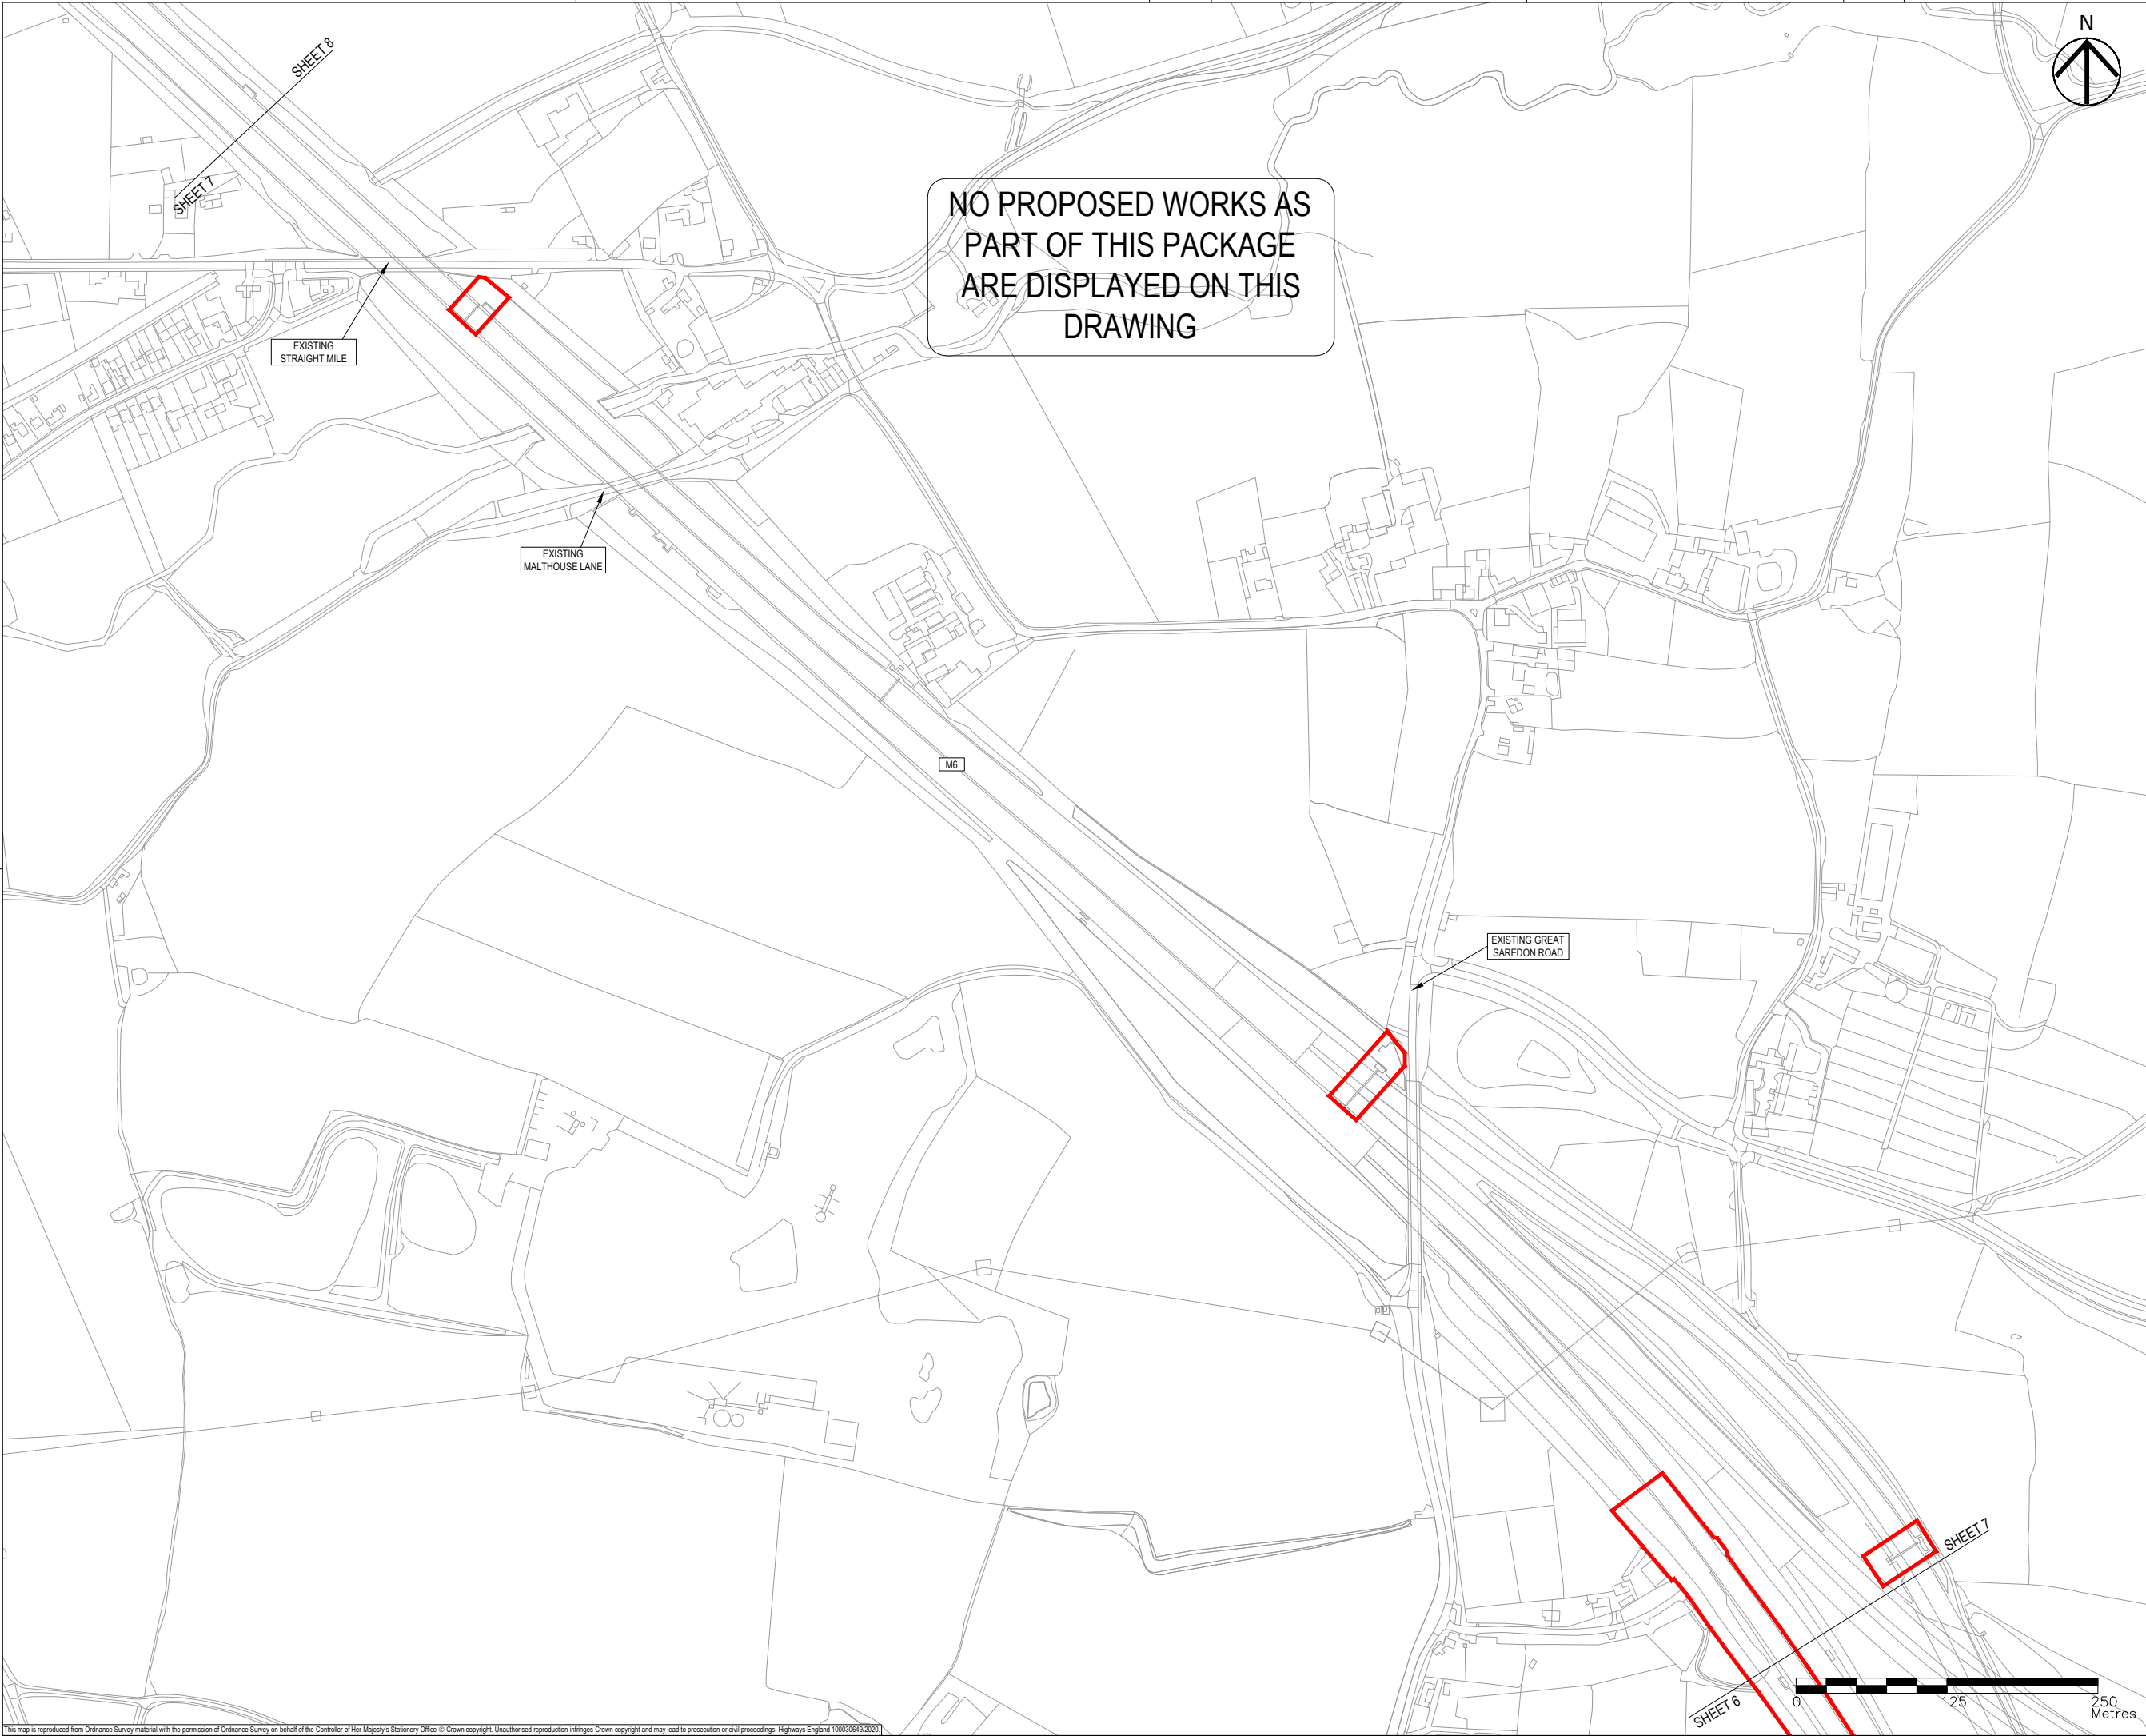 SHEET 8
SHEET 7
N
NO PROPOSED WORKS AS
PART OF THIS PACKAGE
ARE DISPLAYED ON THIS
DRAWING
EXISTING
STRAIGHT MILE
EXISTING
MALTHOUSE LANE
M6
EXISTING GREAT
SAREDON ROAD
SHEET 7
SHEET 6
0 125 250
Metres
This map is reproduced from Ordnance Survey material with the permission of Ordnance Survey on behalf of the Controller of Her Majesty's Stationery Office © Crown copyright. Unauthorised reproduction infringes Crown copyright and may lead to prosecution or civil proceedings. Highways England 100030649/2020.